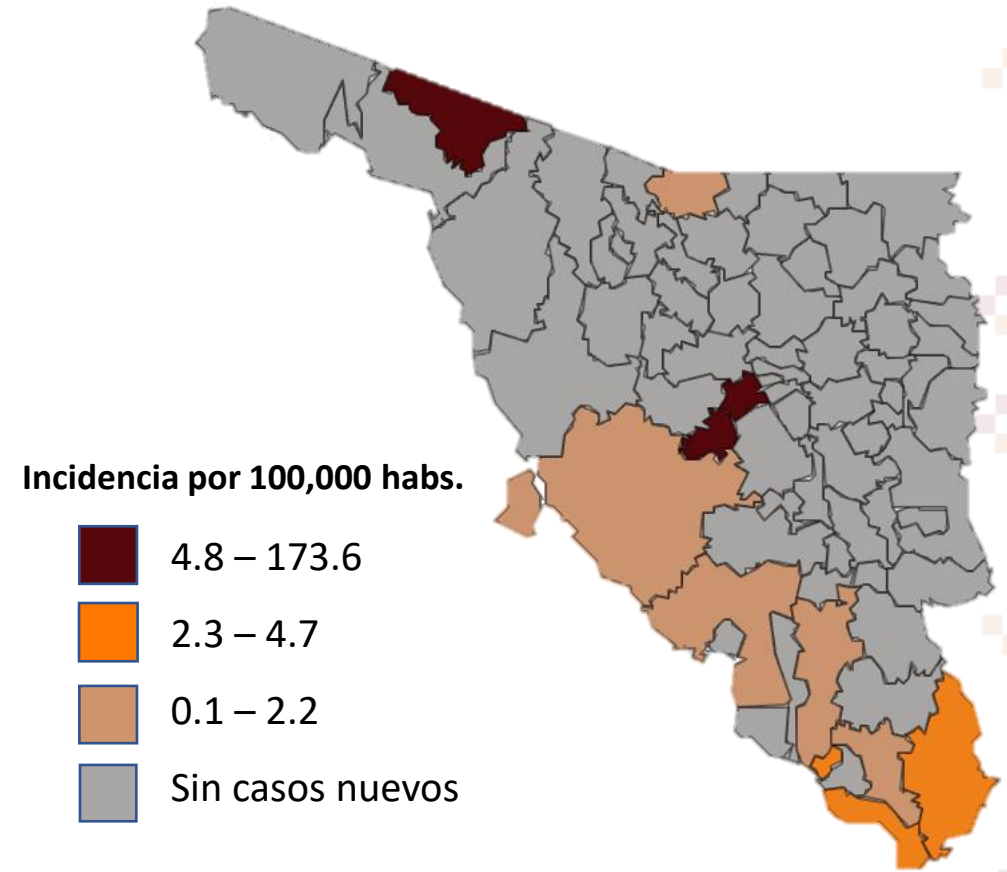 Incidencia por 100,000 habs.
4.8 – 173.6
2.3 – 4.7
0.1 – 2.2
Sin casos nuevos